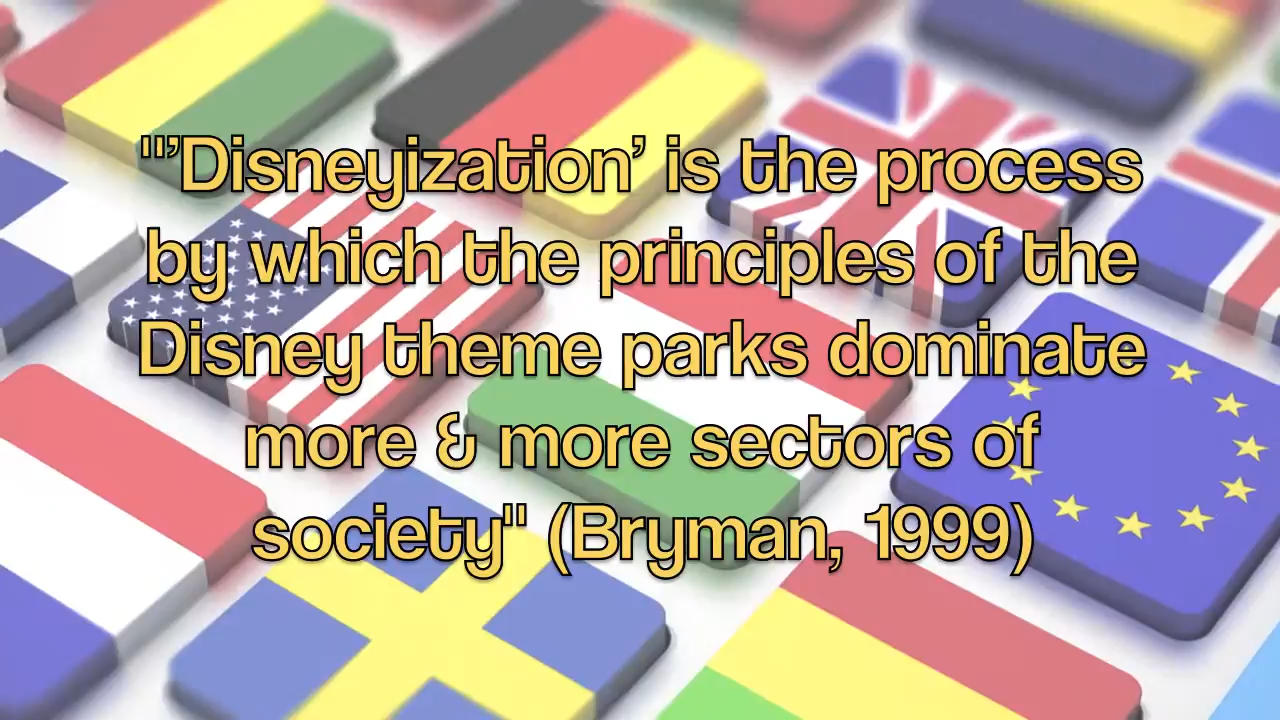 "’Disneyization’ is the process
by which the principles of the
Disney theme parks dominate
more & more sectors of
society" (Bryman, 1999)